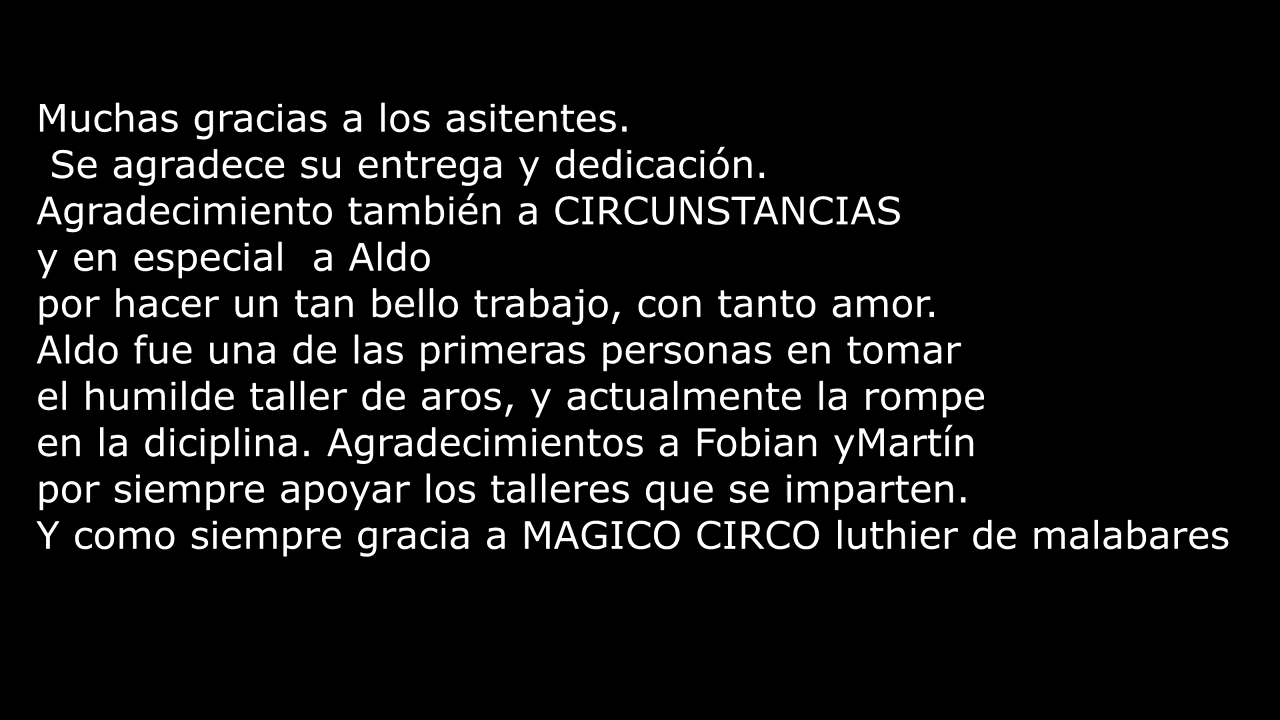 Muchas gracias a los asitentes.
Se agradece su entrega y dedicación.
Agradecimiento también a CIRCUNSTANCIAS
y en especial  a Aldo
por hacer un tan bello trabajo, con tanto amor.
Aldo fue una de las primeras personas en tomar
el humilde taller de aros, y actualmente la rompe
en la diciplina. Agradecimientos a Fobian yMartín
por siempre apoyar los talleres que se imparten.
Y como siempre gracia a MAGICO CIRCO luthier de malabares